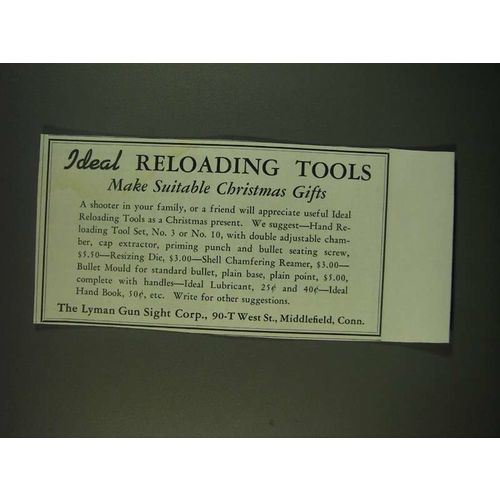 Ideal RELOADING TOOLS
Make Suitable Christmas Gifts
A shooter in your family, or a friend will appreciate useful Ideal
Reloading Tools as a Christmas present. We suggest—Hand Re-
loading Tool Set, No. 3 or No. 10, with double adjustable cham-
ber, cap extractor, priming punch and bullet seating screw,
$5.50—Resizing Die, $3.00—Shell Chamfering Reamer, $3.00—
Bullet Mould for standard bullet, plain base, plain point, $5.00,
complete with handles—Ideal Lubricant, 25¢ and 40¢—Ideal
Hand Book, 50¢, etc. Write for other suggestions.
The Lyman Gun Sight Corp., 90-T West St., Middlefield, Conn.